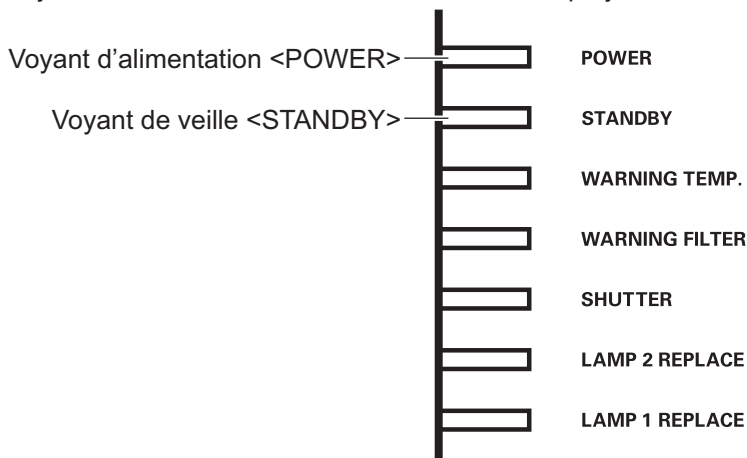 Voyant d’alimentation <POWER> POWER
Voyant de veille <STANDBY> STANDBY
WARNING TEMP.
WARNING FILTER
SHUTTER
LAMP 2 REPLACE
LAMP 1 REPLACE